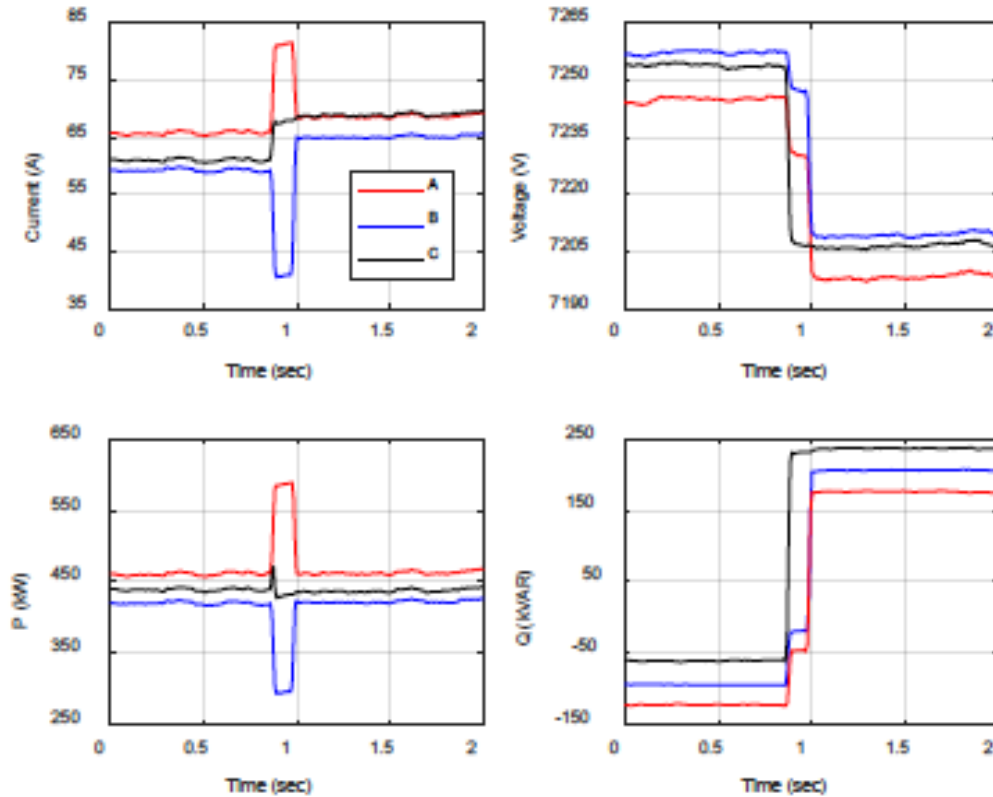 85
75
65
55
45
35
Current (A)
0 0.5 1 1.5 2
Time (sec)
A
B
C
7265
7250
7235
7220
7205
7190
Voltage (V)
0 0.5 1 1.5 2
Time (sec)
650
550
450
350
250
P (kW)
0 0.5 1 1.5 2
Time (sec)
250
150
50
-50
-150
Q (kVAR)
0 0.5 1 1.5 2
Time (sec)